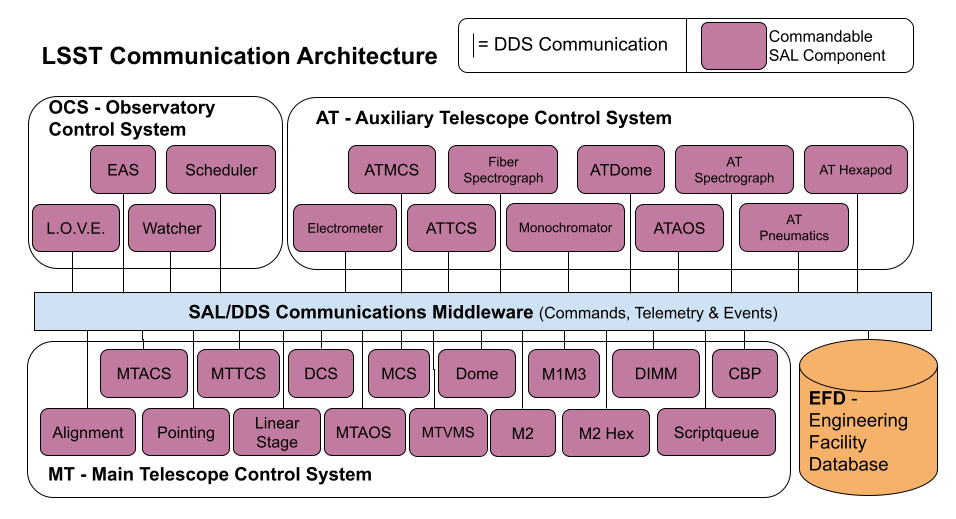 LSST Communication Architecture
= DDS Communication
Commandable
SAL Component
OCS - Observatory
Control System
EAS
Scheduler
L.O.V.E.
Watcher
AT - Auxiliary Telescope Control System
ATMCS
Fiber
Spectrograph
ATDome
AT
Spectrograph
AT Hexapod
Electrometer
ATTCS
Monochromator
ATAOS
AT
Pneumatics
SAL/DDS Communications Middleware (Commands, Telemetry & Events)
MTACS
MTTCS
DCS
MCS
Dome
M1M3
DIMM
CBP
Alignment
Pointing
Linear
Stage
MTAOS
MTVMS
M2
M2 Hex
Scriptqueue
MT - Main Telescope Control System
EFD -
Engineering
Facility
Database